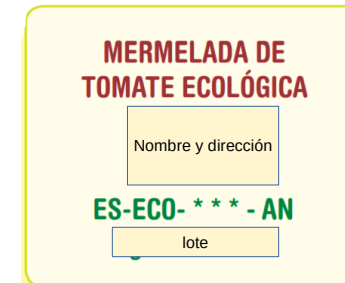 MERMELADA DE
TOMATE ECOLÓGICA
Nombre y dirección
ES-ECO- * * * - AN
lote